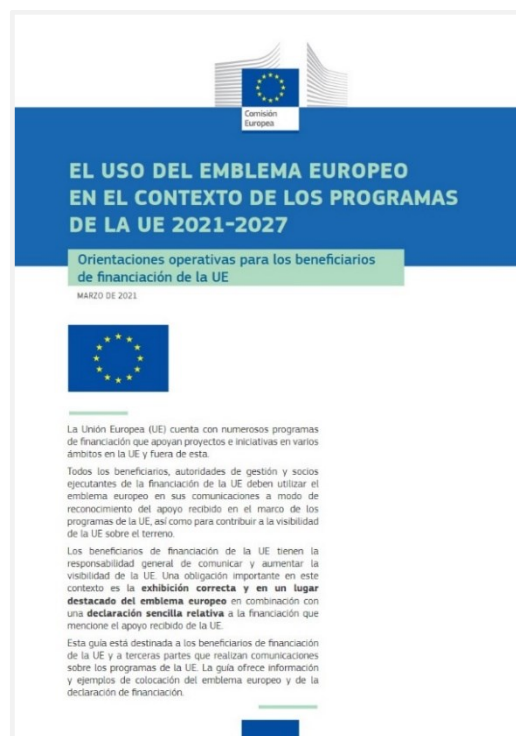 Comisión
Europea
EL USO DEL EMBLEMA EUROPEO
EN EL CONTEXTO DE LOS PROGRAMAS
DE LA UE 2021-2027
Orientaciones operativas para los beneficiarios
de financiación de la UE
MARZO DE 2021
La Unión Europea (UE) cuenta con numerosos programas
de financiación que apoyan proyectos e iniciativas en varios
ámbitos en la UE y fuera de esta.
Todos los beneficiarios, autoridades de gestión y socios
ejecutantes de la financiación de la UE deben utilizar el
emblema europeo en sus comunicaciones a modo de
reconocimiento del apoyo recibido en el marco de los
programas de la UE, así como para contribuir a la visibilidad
de la UE sobre el terreno.
Los beneficiarios de financiación de la UE tienen la
responsabilidad general de comunicar y aumentar la
visibilidad de la UE. Una obligación importante en este
contexto es la exhibición correcta y en un lugar
destacado del emblema europeo en combinación con
una declaración sencilla relativa a la financiación que
mencione el apoyo recibido de la UE.
Esta guía está destinada a los beneficiarios de financiación
de la UE y a terceras partes que realizan comunicaciones
sobre los programas de la UE. La guía ofrece información
y ejemplos de colocación del emblema europeo y de la
declaración de financiación.